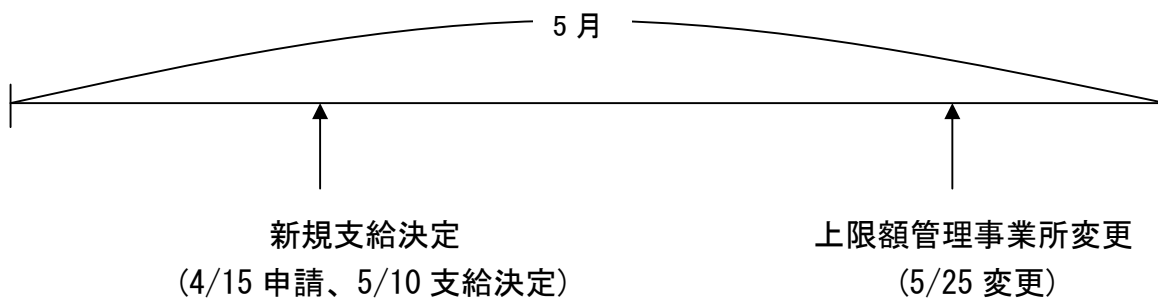 5 月
新規支給決定
(4/15 申請、5/10 支給決定)
上限額管理事業所変更
(5/25 変更)